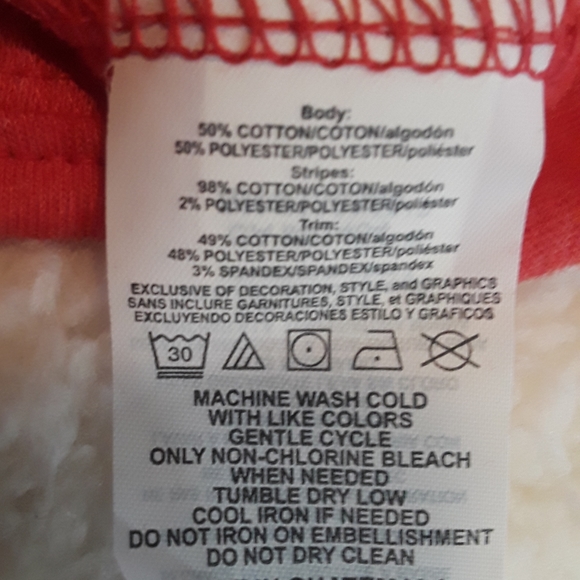 Body:
50% COTTON/COTON/algodón
50% POLYESTER/POLYESTER/poliéster
Stripes:
98% COTTON/COTON/algodón
2% POLYESTER/POLYESTER/poliéster
Trim:
49% COTTON/COTON/algodón
48% POLYESTER/POLYESTER/poliéster
3% SPANDEX/SPANDEX/spandex
EXCLUSIVE OF DECORATION, STYLE, and GRAPHICS
SANS INCLURE GARNITURES, STYLE, et GRAPHIQUES
EXCLUYENDO DECORACIONES ESTILO Y GRAFICOS
30
MACHINE WASH COLD
WITH LIKE COLORS
GENTLE CYCLE
ONLY NON-CHLORINE BLEACH
WHEN NEEDED
TUMBLE DRY LOW
COOL IRON IF NEEDED
DO NOT IRON ON EMBELLISHMENT
DO NOT DRY CLEAN